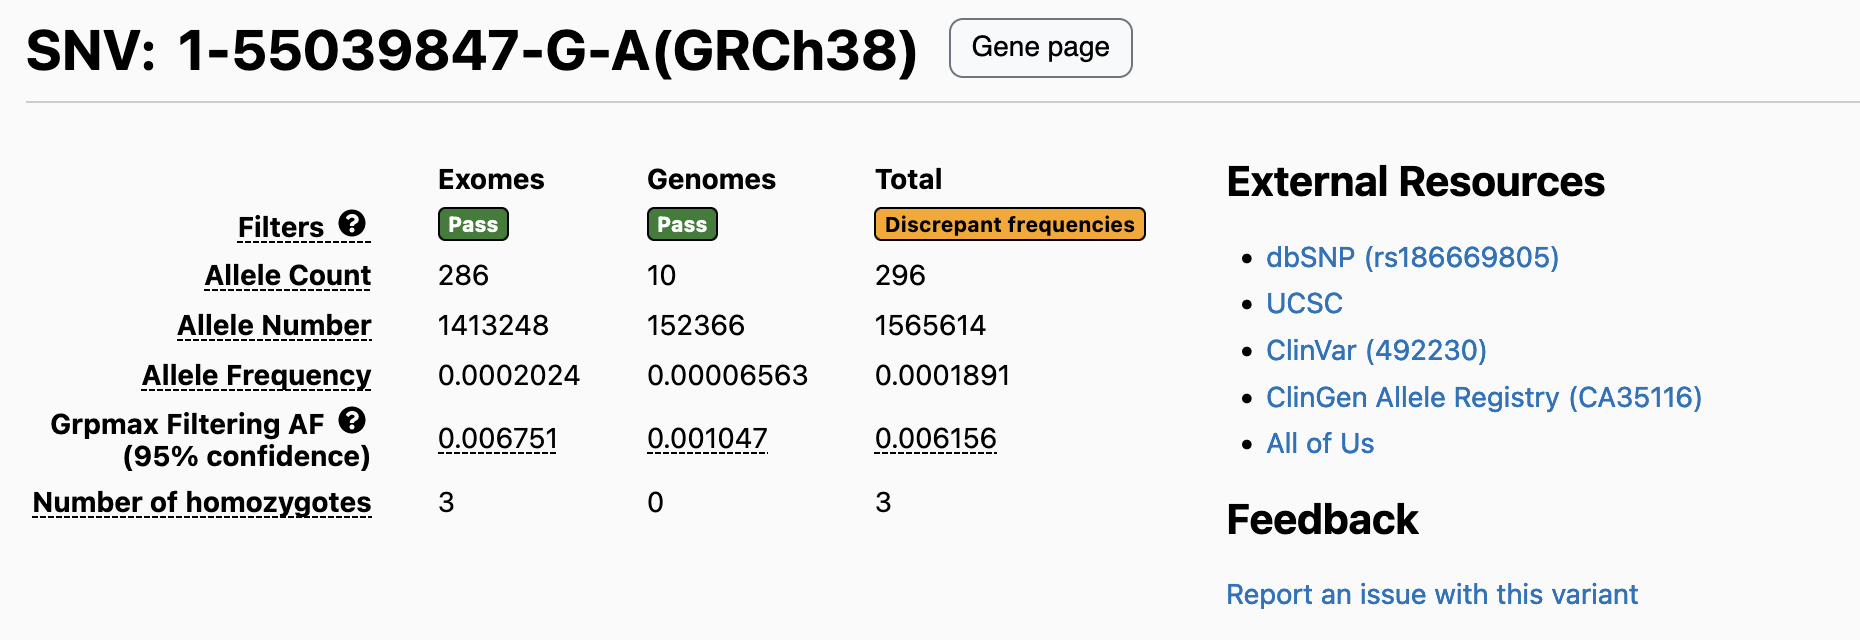 SNV: 1-55039847-G-A(GRCh38) Gene page
Exomes Genomes Total
Filters ? Pass Pass Discrepant frequencies
Allele Count 286 10 296
Allele Number 1413248 152366 1565614
Allele Frequency 0.0002024 0.00006563 0.0001891
Grpmax Filtering AF ?
(95% confidence) 0.006751 0.001047 0.006156
Number of homozygotes 3 0 3
External Resources
• dbSNP (rs186669805)
• UCSC
• ClinVar (492230)
• ClinGen Allele Registry (CA35116)
• All of Us
Feedback
Report an issue with this variant